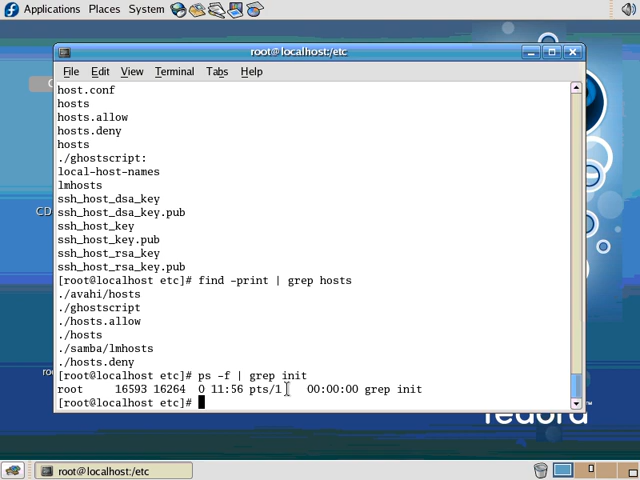 Applications Places System
root@localhost:/etc
File Edit View Terminal Tabs Help
host.conf
hosts
hosts.allow
hosts.deny
hosts
./ghostscript:
local-host-names
lmhosts
ssh_host_dsa_key
ssh_host_dsa_key.pub
ssh_host_key
ssh_host_key.pub
ssh_host_rsa_key
ssh_host_rsa_key.pub
[root@localhost etc]# find -print | grep hosts
./avahi/hosts
./ghostscript
./hosts.allow
./hosts
./samba/lmhosts
./hosts.deny
[root@localhost etc]# ps -f | grep init
root 16593 16264 0 11:56 pts/1 00:00:00 grep init
[root@localhost etc]#
CD
fedora
root@localhost:/etc